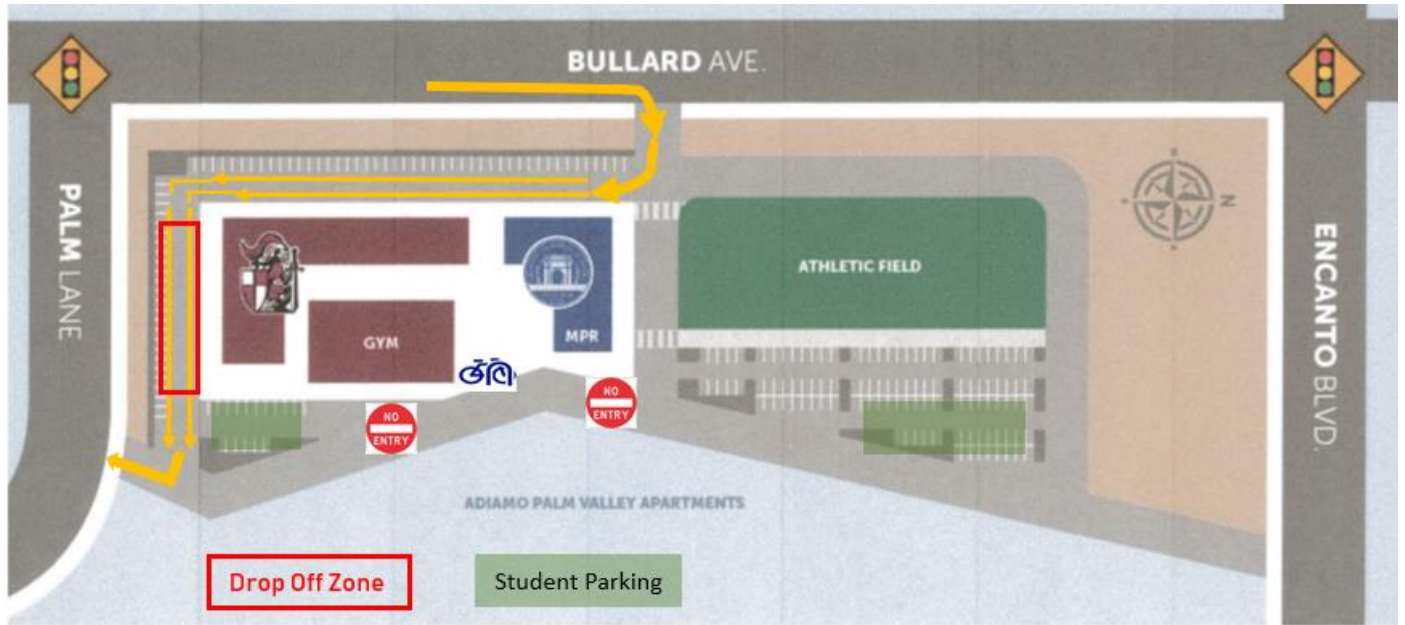 BULLARD AVE.
PALM LANE
ENCANTO BLVD.
N
ATHLETIC FIELD
GYM
MPR
NO
ENTRY
NO
ENTRY
ADIAMO PALM VALLEY APARTMENTS
Drop Off Zone
Student Parking